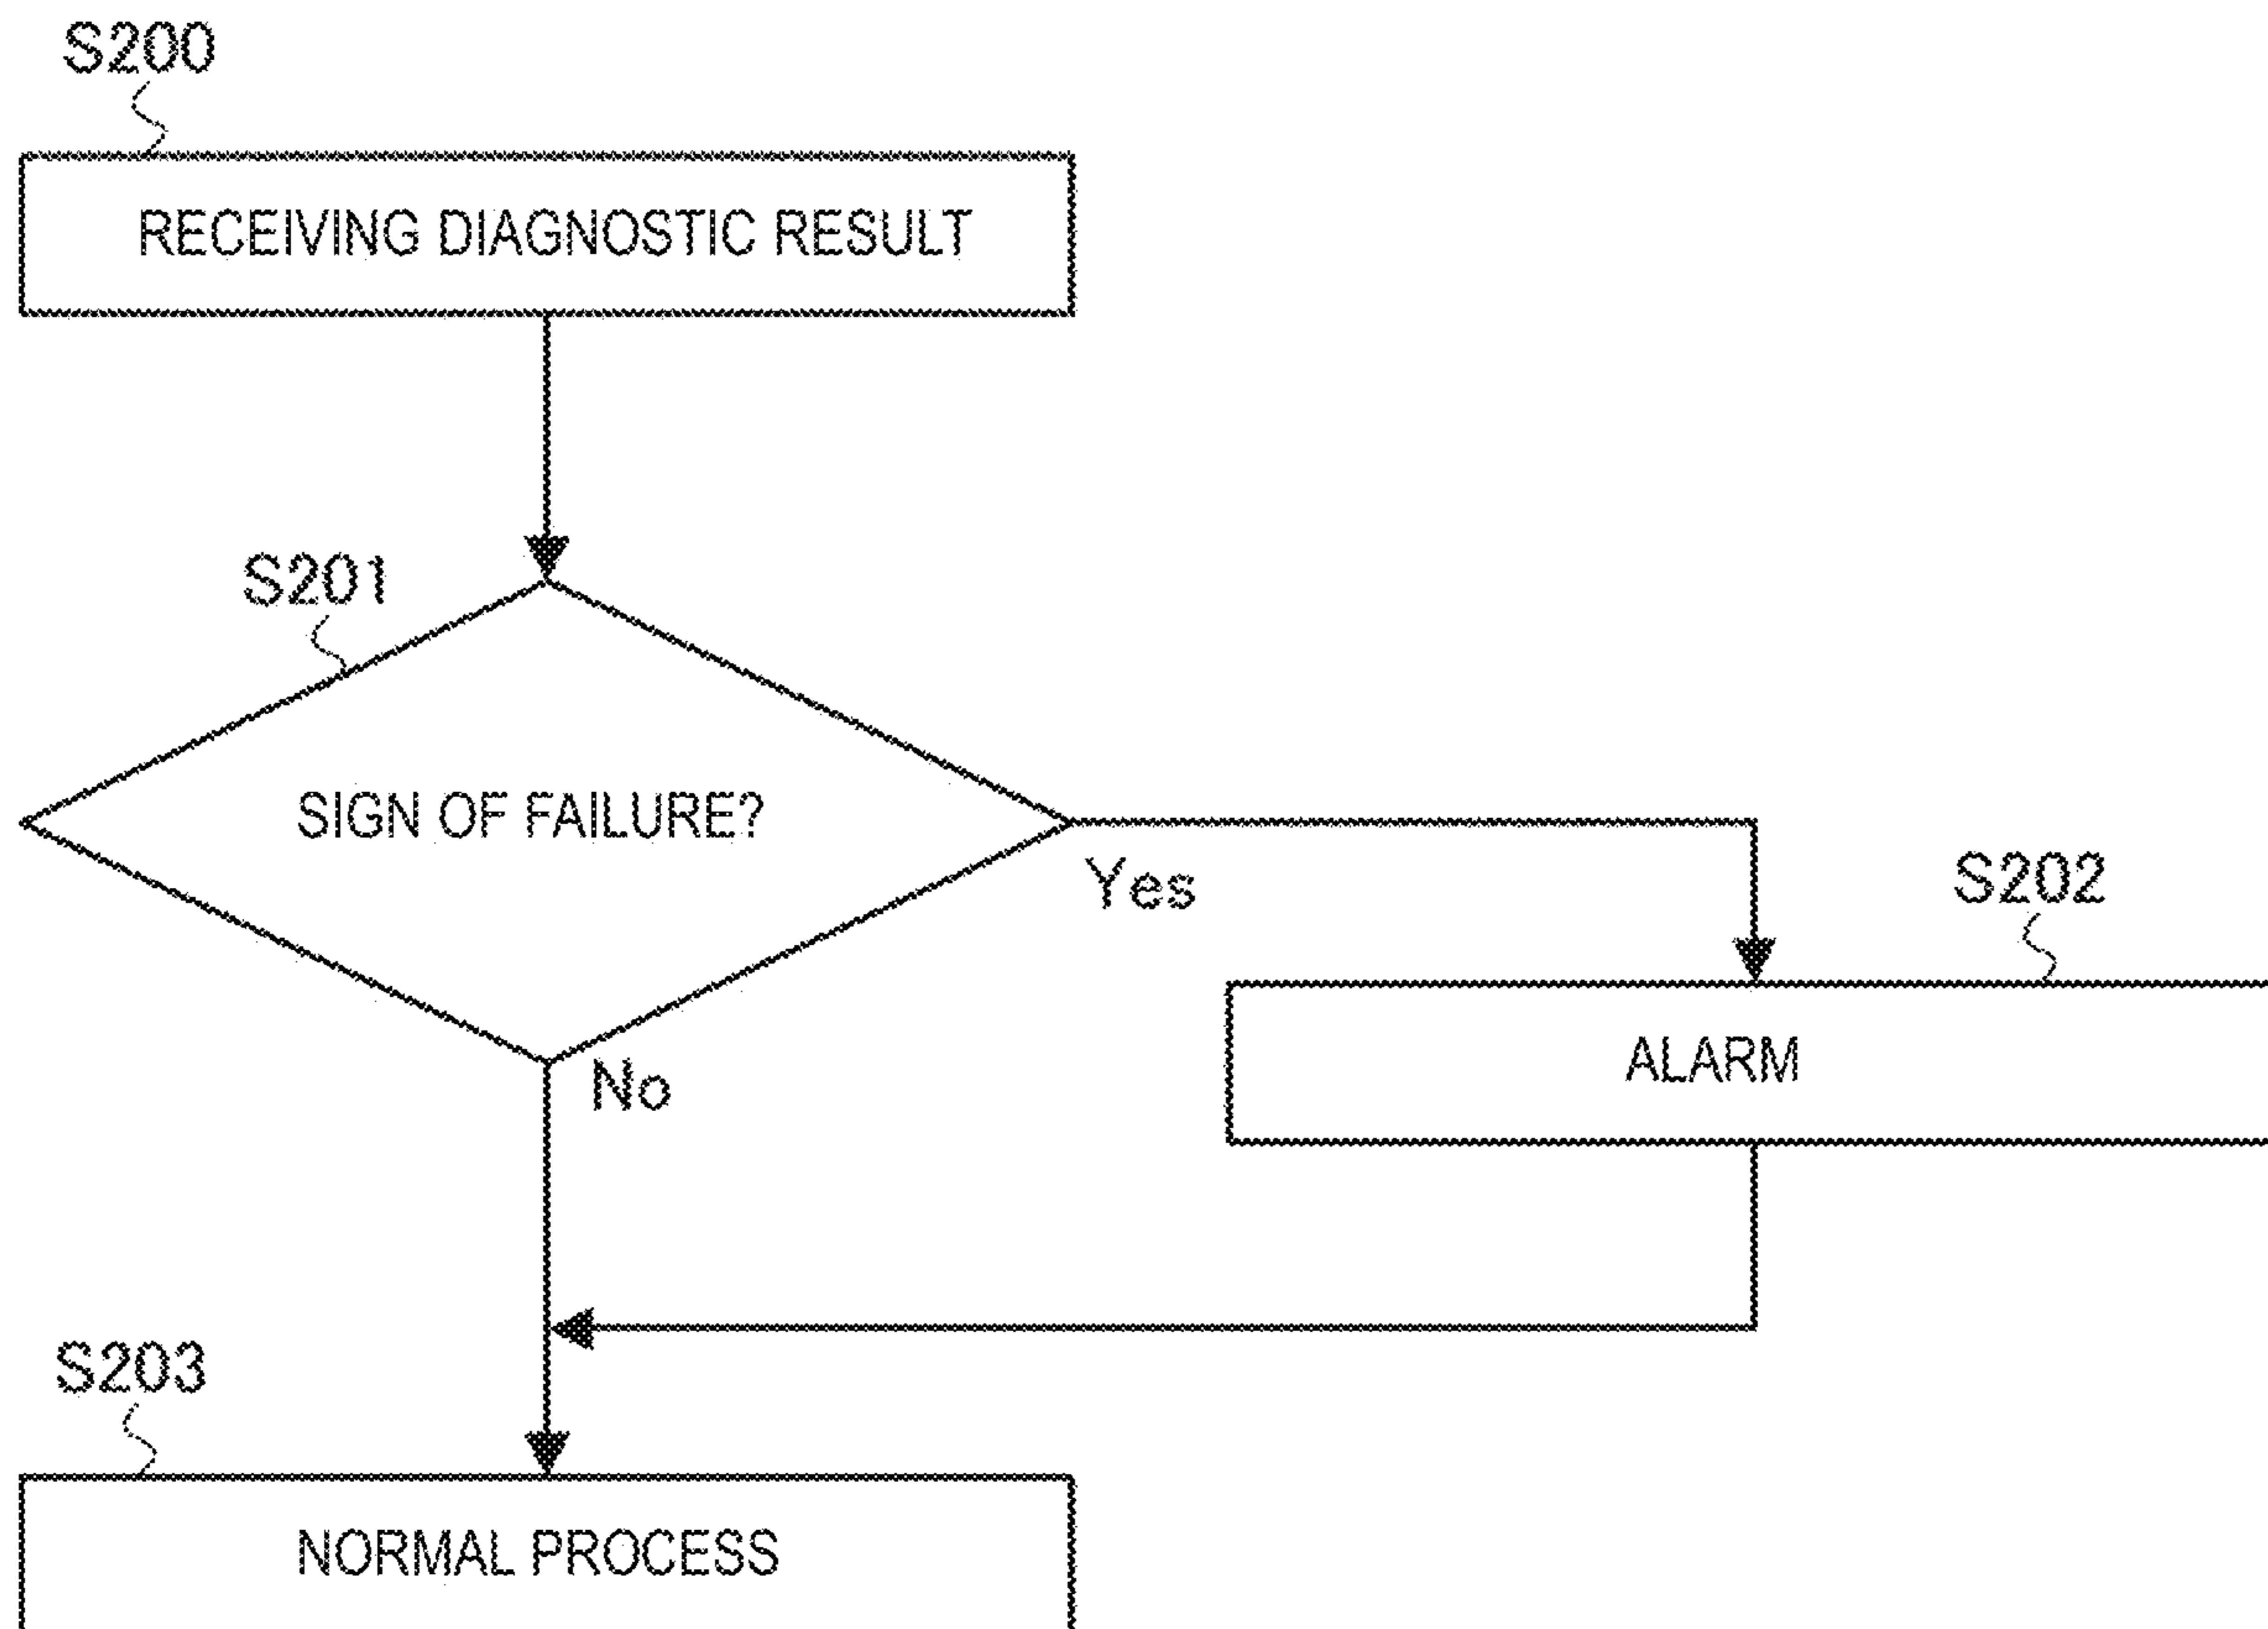 S200
RECEIVING DIAGNOSTIC RESULT
S201
SIGN OF FAILURE?
Yes
S202
ALARM
No
S203
NORMAL PROCESS